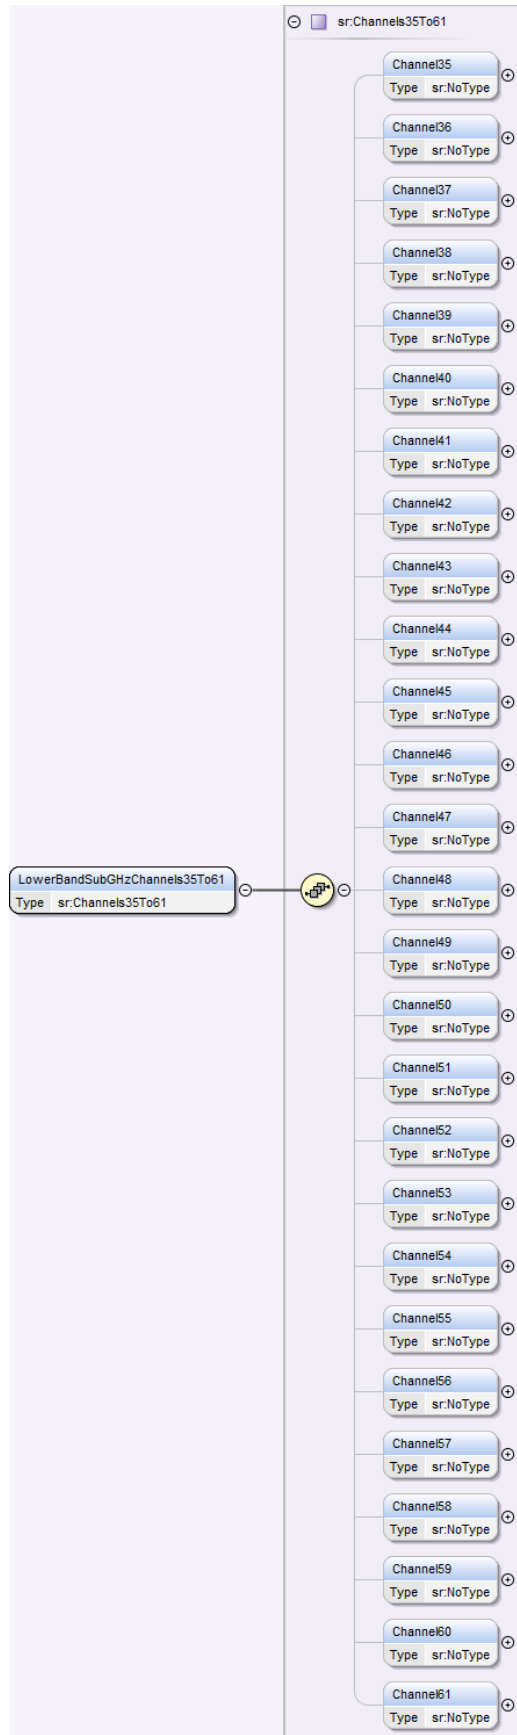 sr:Channels35To61
Channel35
Type sr:NoType
Channel36
Type sr:NoType
Channel37
Type sr:NoType
Channel38
Type sr:NoType
Channel39
Type sr:NoType
Channel40
Type sr:NoType
Channel41
Type sr:NoType
Channel42
Type sr:NoType
Channel43
Type sr:NoType
Channel44
Type sr:NoType
Channel45
Type sr:NoType
Channel46
Type sr:NoType
Channel47
Type sr:NoType
LowerBandSubGHzChannels35To61
Type sr:Channels35To61
Channel48
Type sr:NoType
Channel49
Type sr:NoType
Channel50
Type sr:NoType
Channel51
Type sr:NoType
Channel52
Type sr:NoType
Channel53
Type sr:NoType
Channel54
Type sr:NoType
Channel55
Type sr:NoType
Channel56
Type sr:NoType
Channel57
Type sr:NoType
Channel58
Type sr:NoType
Channel59
Type sr:NoType
Channel60
Type sr:NoType
Channel61
Type sr:NoType